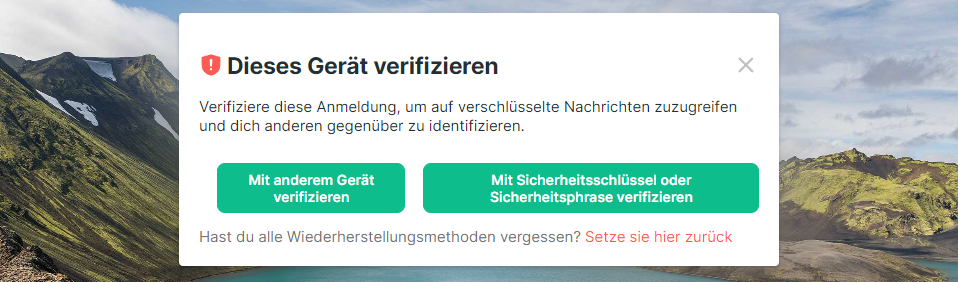 Dieses Gerät verifizieren
Verifiziere diese Anmeldung, um auf verschlüsselte Nachrichten zuzugreifen
und dich anderen gegenüber zu identifizieren.
Mit anderem Gerät
verifizieren
Mit Sicherheitsschlüssel oder
Sicherheitsphrase verifizieren
Hast du alle Wiederherstellungsmethoden vergessen? Setze sie hier zurück